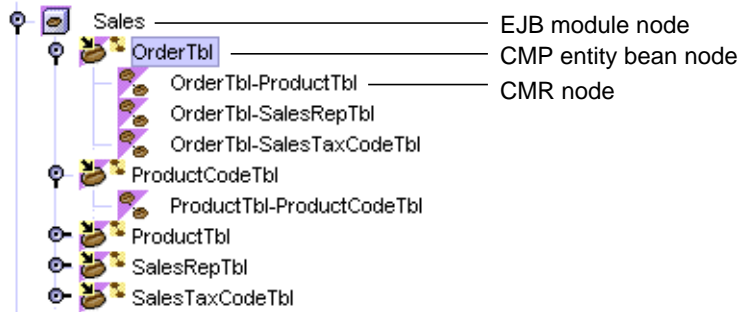 Sales EJB module node
OrderTbl CMP entity bean node
OrderTbl-ProductTbl CMR node
OrderTbl-SalesRepTbl
OrderTbl-SalesTaxCodeTbl
ProductCodeTbl
ProductTbl-ProductCodeTbl
ProductTbl
SalesRepTbl
SalesTaxCodeTbl